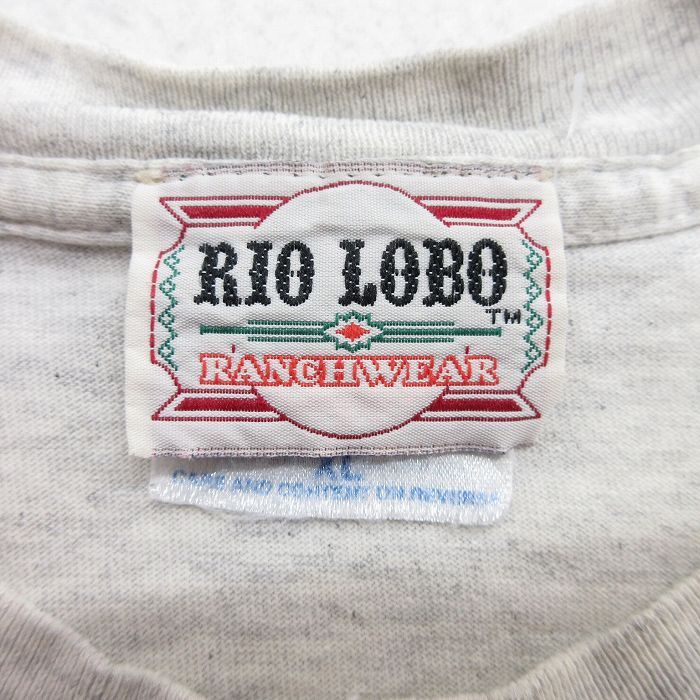 RIO LOBO
TM
RANCHWEAR
XL
CARE AND CONTENT ON REVERSE